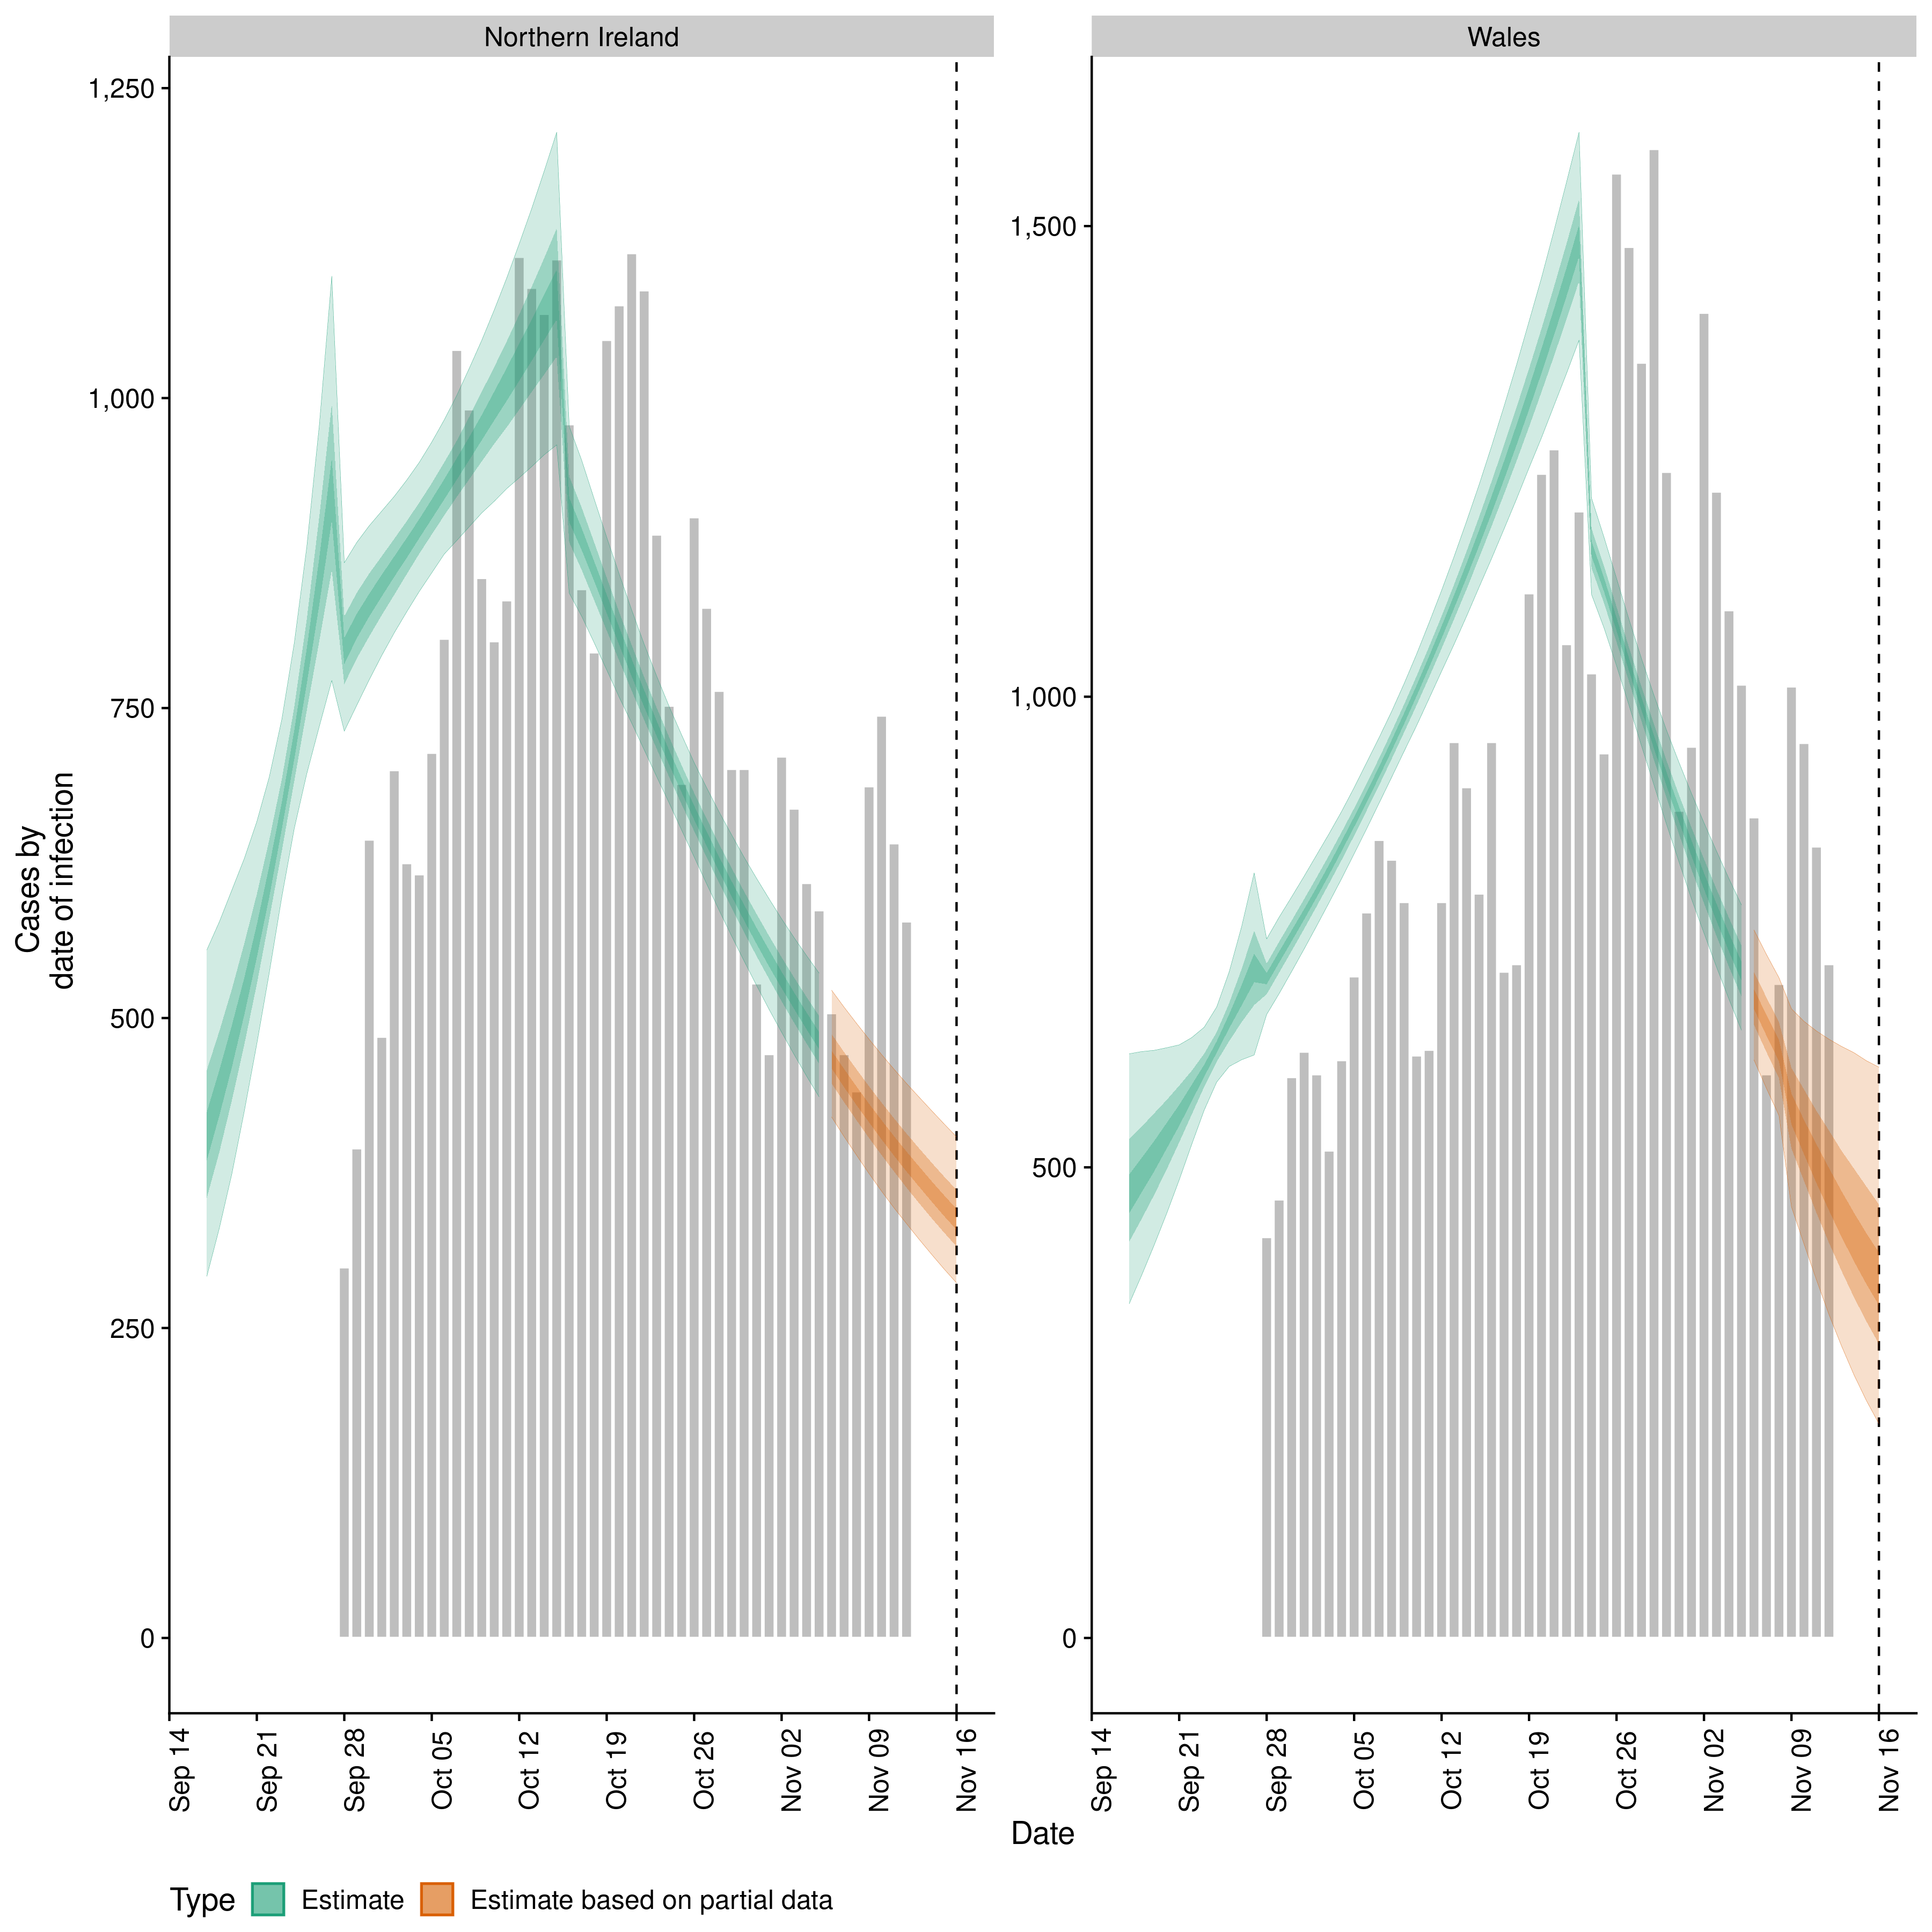 Northern Ireland
Wales
Cases by
date of infection
1,250
1,000
750
500
250
0
1,500
1,000
500
0
Sep 14
Sep 21
Sep 28
Oct 05
Oct 12
Oct 19
Oct 26
Nov 02
Nov 09
Nov 16
Sep 14
Sep 21
Sep 28
Oct 05
Oct 12
Oct 19
Oct 26
Nov 02
Nov 09
Nov 16
Date
Type Estimate Estimate based on partial data